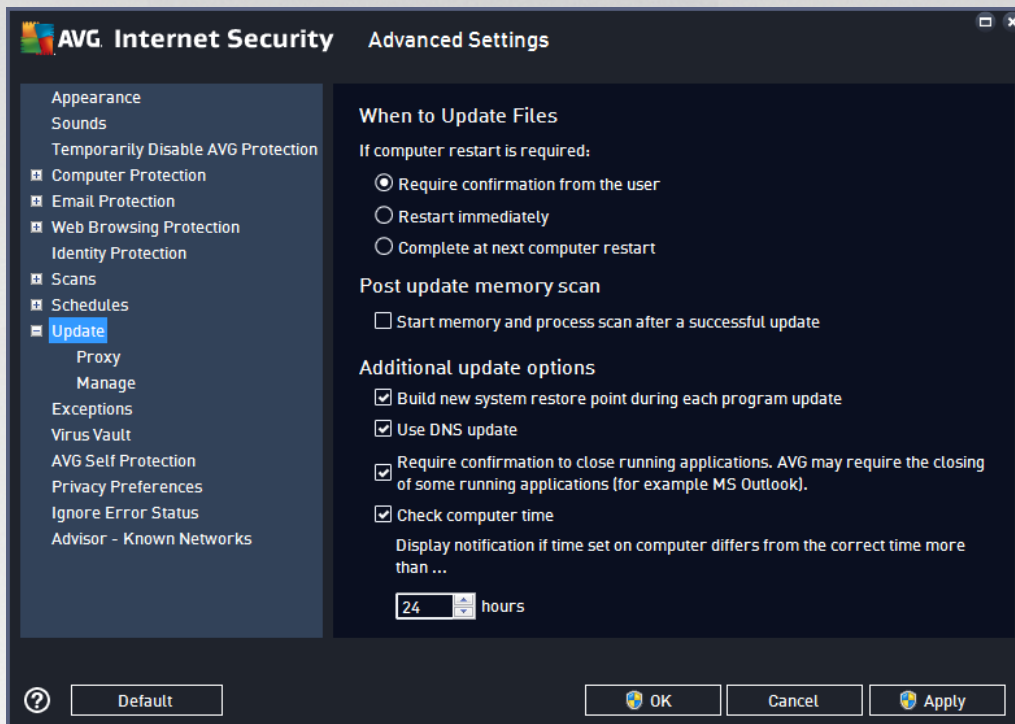 AVG. Internet Security Advanced Settings
Appearance
Sounds
Temporarily Disable AVG Protection
Computer Protection
Email Protection
Web Browsing Protection
Identity Protection
Scans
Schedules
Update
Proxy
Manage
Exceptions
Virus Vault
AVG Self Protection
Privacy Preferences
Ignore Error Status
Advisor - Known Networks
When to Update Files
If computer restart is required:
Require confirmation from the user
Restart immediately
Complete at next computer restart
Post update memory scan
Start memory and process scan after a successful update
Additional update options
Build new system restore point during each program update
Use DNS update
Require confirmation to close running applications. AVG may require the closing
of some running applications (for example MS Outlook).
Check computer time
Display notification if time set on computer differs from the correct time more
than ...
24 hours
? Default OK Cancel Apply